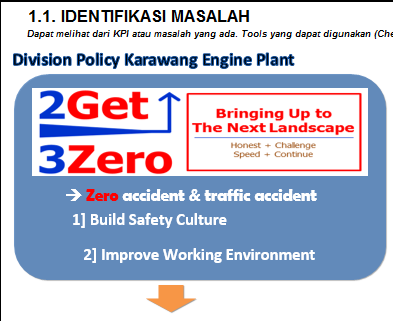 1.1. IDENTIFIKASI MASALAH
Dapat melihat dari KPI atau masalah yang ada. Tools yang dapat digunakan (Che
Division Policy Karawang Engine Plant
2Get
3Zero
Bringing Up to
The Next Landscape
Honest + Challenge
Speed + Continue
→ Zero accident & traffic accident
1] Build Safety Culture
2] Improve Working Environment